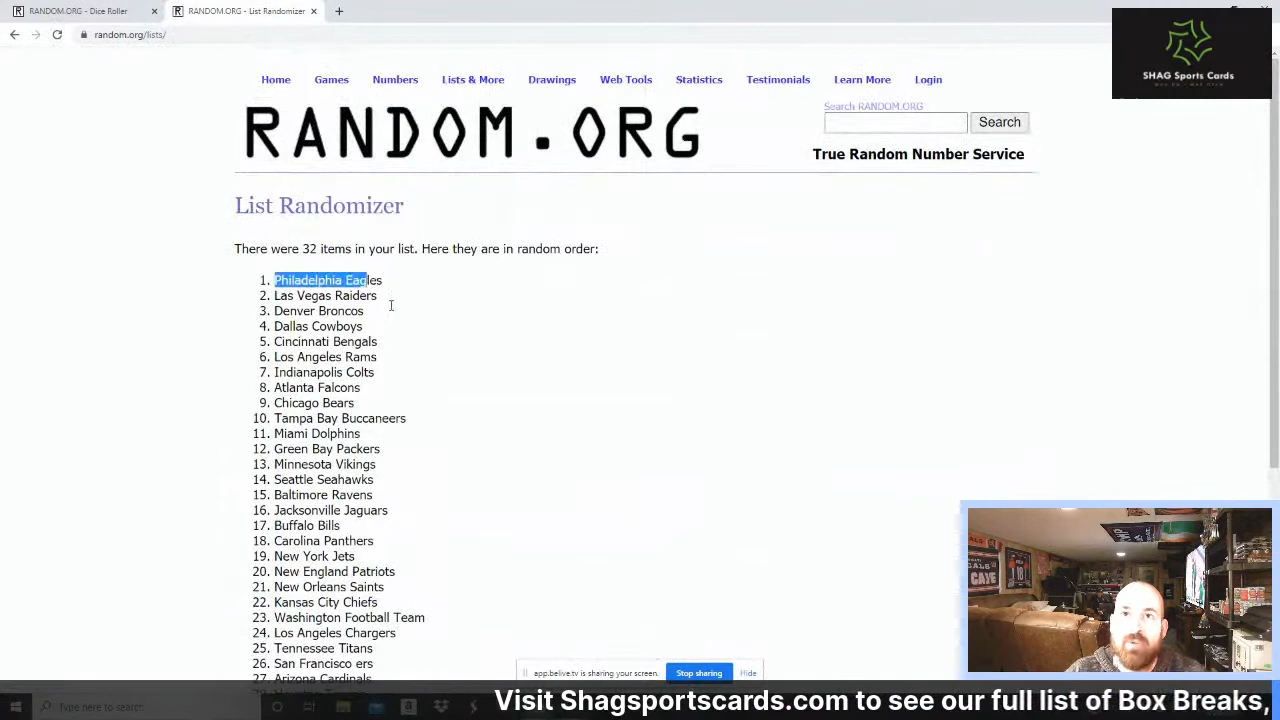 RANDOM.ORG - Dice Roller
RANDOM.ORG - List Randomizer
random.org/lists/
SHAG Sports Cards
Home Games Numbers Lists & More Drawings Web Tools Statistics Testimonials Learn More Login
Search RANDOM.ORG
RANDOM.ORG
Search
True Random Number Service
List Randomizer
There were 32 items in your list. Here they are in random order:
1. Philadelphia Eagles
2. Las Vegas Raiders
3. Denver Broncos
4. Dallas Cowboys
5. Cincinnati Bengals
6. Los Angeles Rams
7. Indianapolis Colts
8. Atlanta Falcons
9. Chicago Bears
10. Tampa Bay Buccaneers
11. Miami Dolphins
12. Green Bay Packers
13. Minnesota Vikings
14. Seattle Seahawks
15. Baltimore Ravens
16. Jacksonville Jaguars
17. Buffalo Bills
18. Carolina Panthers
19. New York Jets
20. New England Patriots
21. New Orleans Saints
22. Kansas City Chiefs
23. Washington Football Team
24. Los Angeles Chargers
25. Tennessee Titans
26. San Francisco ers
27. Arizona Cardinals
app.belive.tv is sharing your screen. Stop sharing Hide
Type here to search
Visit Shagsportscards.com to see our full list of Box Breaks,